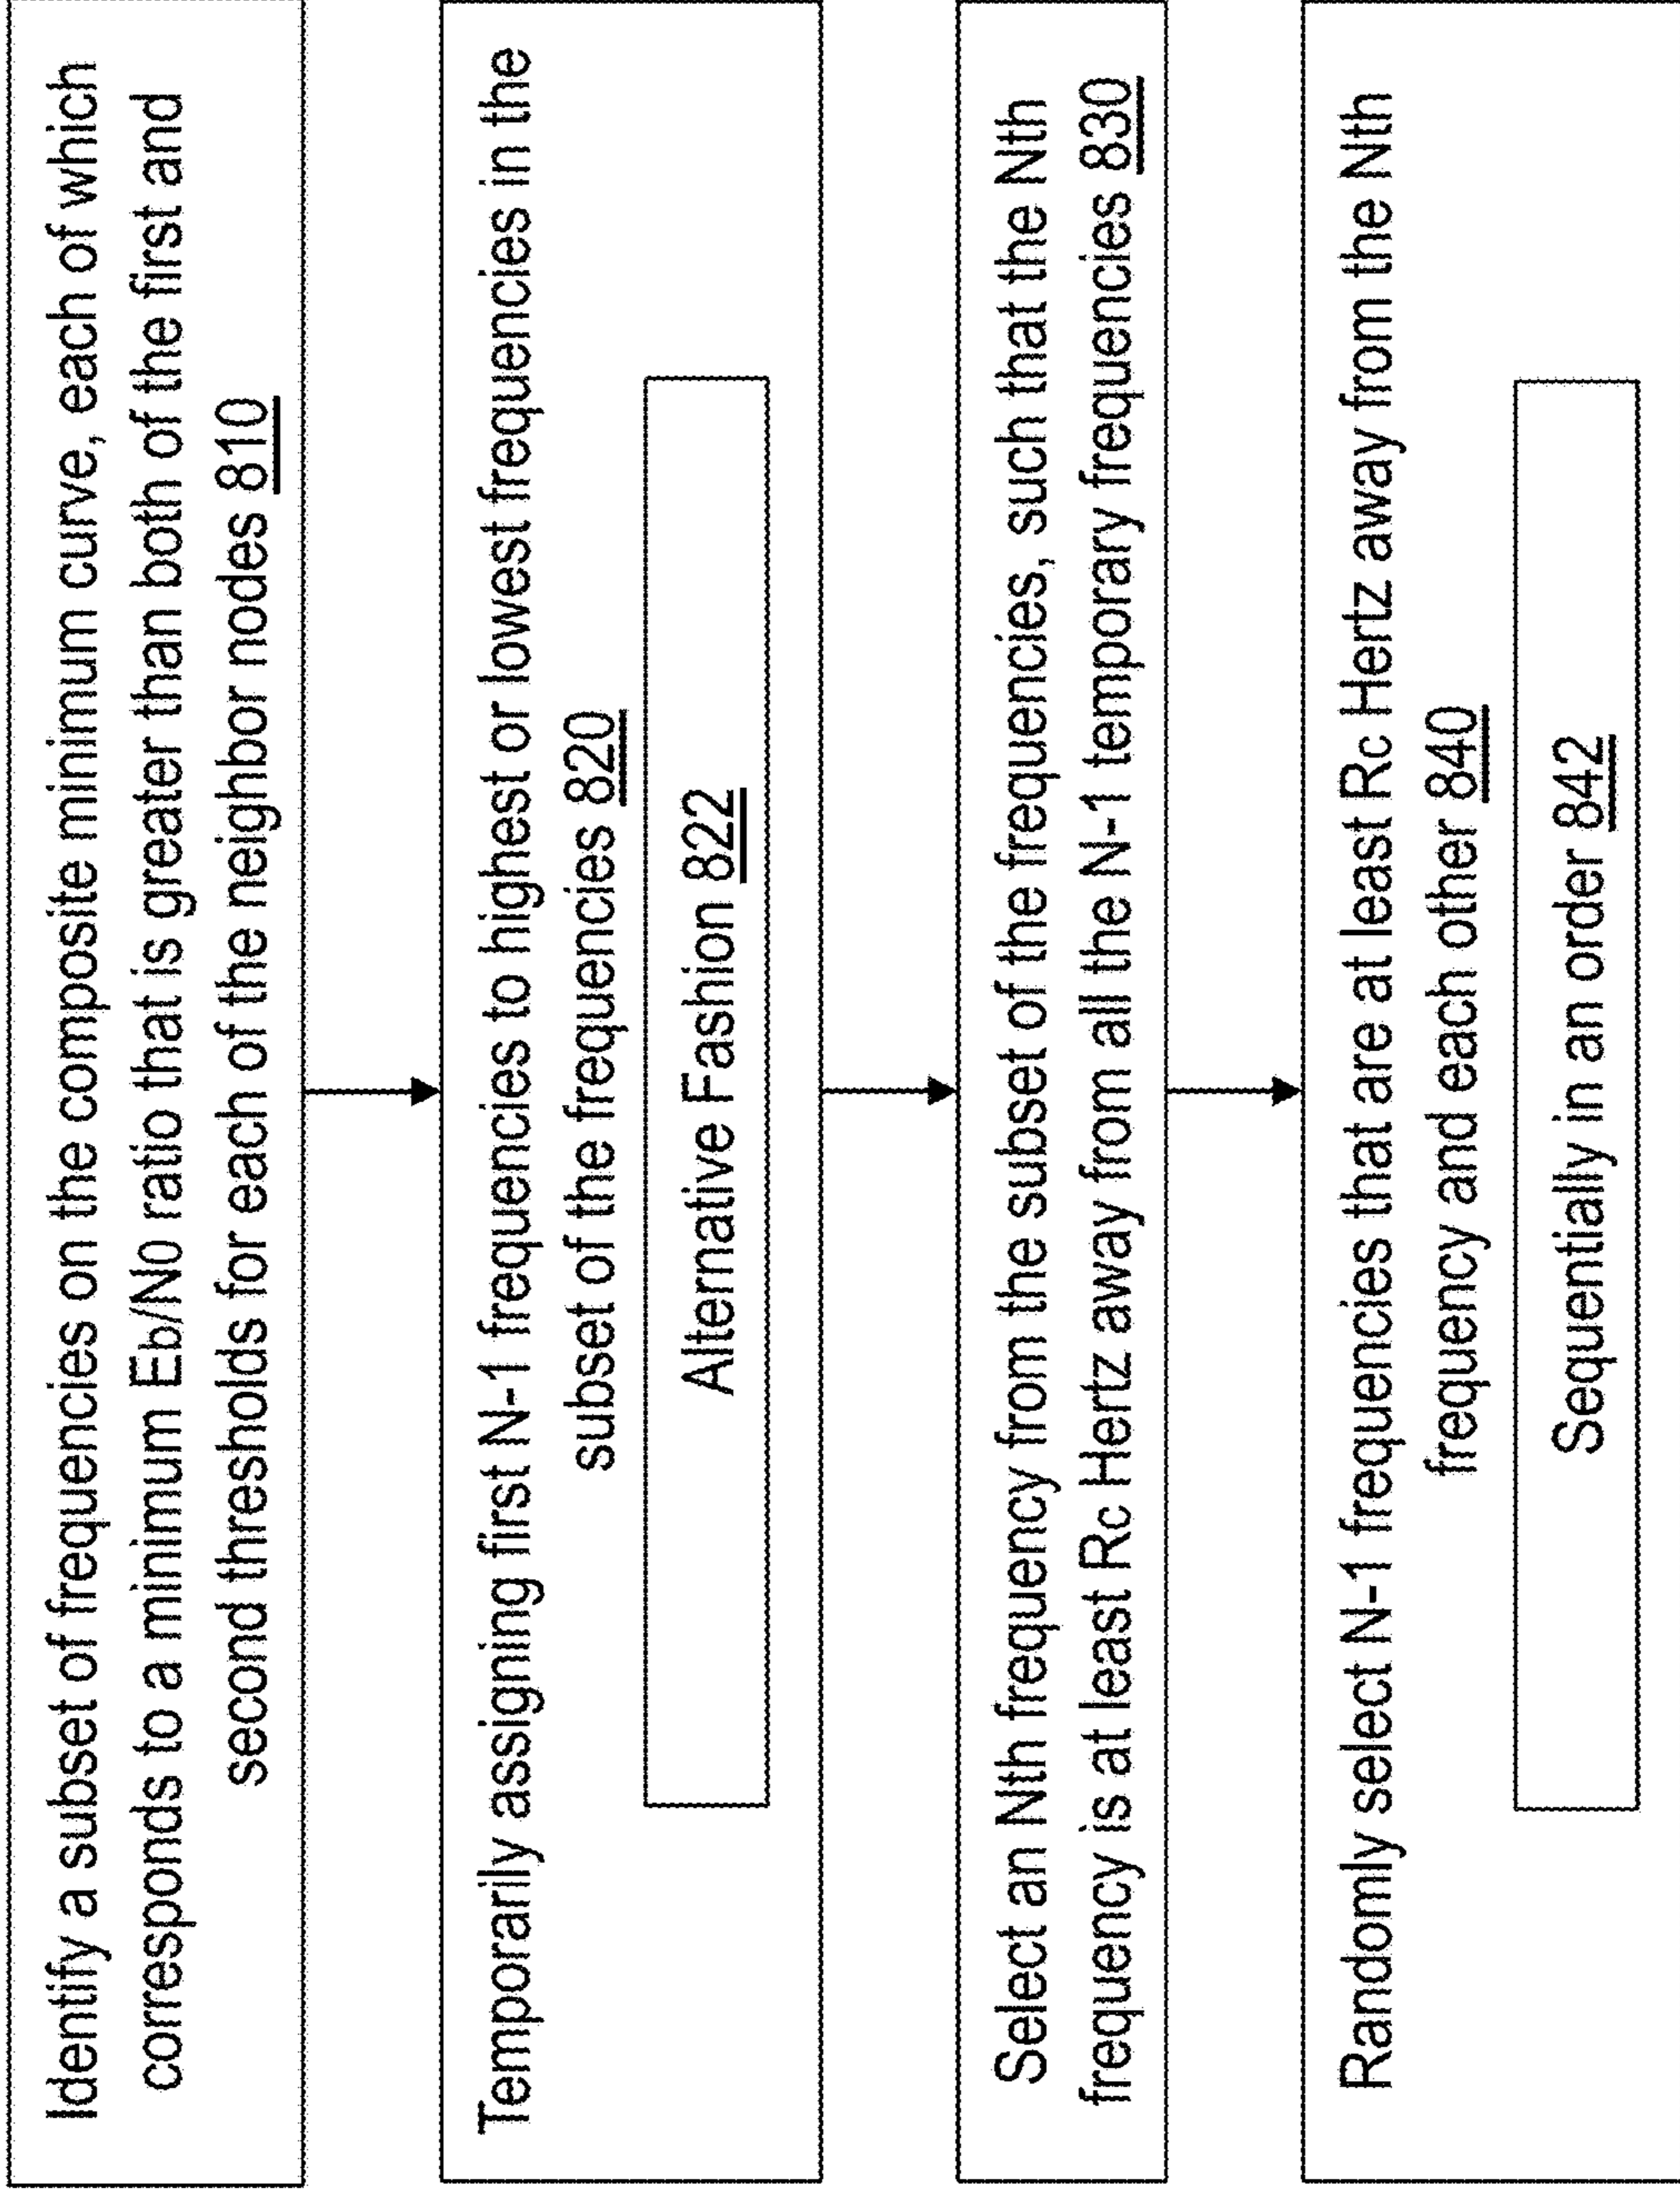 Identify a subset of frequencies on the composite minimum curve, each of which
corresponds to a minimum Eb/N0 ratio that is greater than both of the first and
second thresholds for each of the neighbor nodes 810
Temporarily assigning first N-1 frequencies to highest or lowest frequencies in the
subset of the frequencies 820
Alternative Fashion 822
Select an Nth frequency from the subset of the frequencies, such that the Nth
frequency is at least Rc Hertz away from all the N-1 temporary frequencies 830
Randomly select N-1 frequencies that are at least Rc Hertz away from the Nth
frequency and each other 840
Sequentially in an order 842